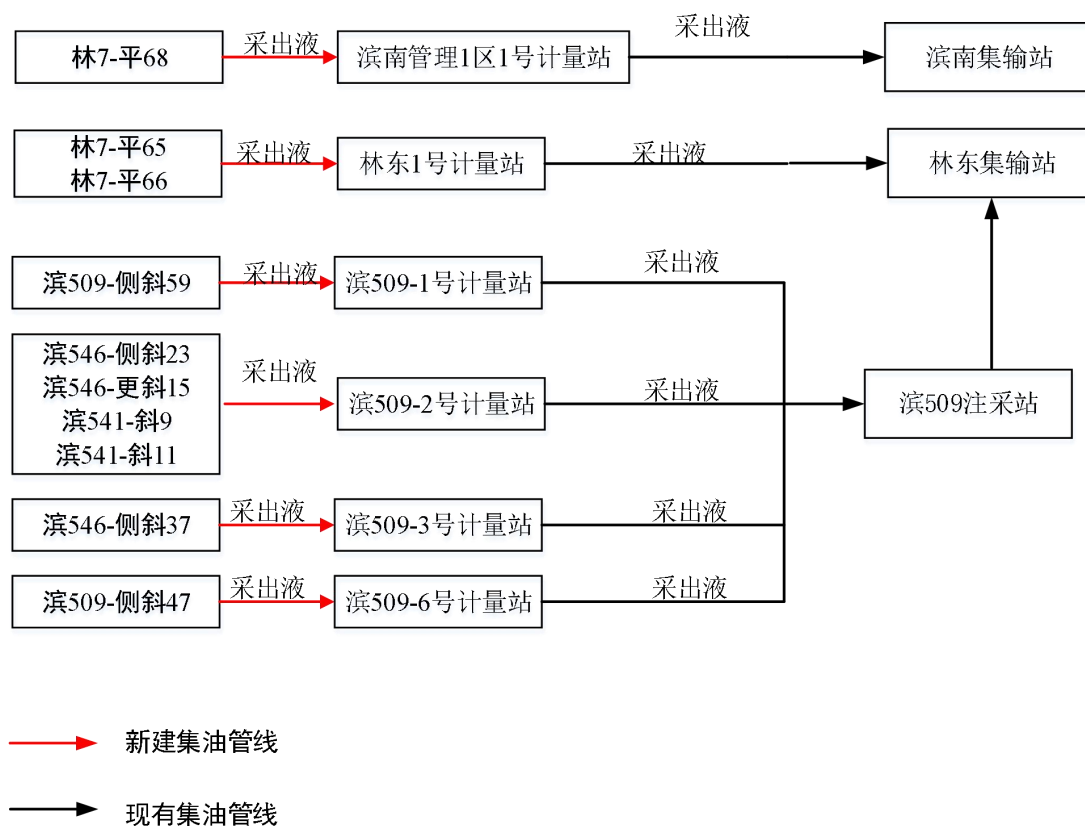 林7-平68
采出液
滨南管理1区1号计量站
采出液
滨南集输站
林7-平65
林7-平66
采出液
林东1号计量站
采出液
林东集输站
滨509-侧斜59
采出液
滨509-1号计量站
采出液
滨546-侧斜23
滨546-更斜15
滨541-斜9
滨541-斜11
采出液
滨509-2号计量站
采出液
滨509注采站
滨546-侧斜37
采出液
滨509-3号计量站
采出液
滨509-侧斜47
采出液
滨509-6号计量站
采出液
新建集油管线
现有集油管线